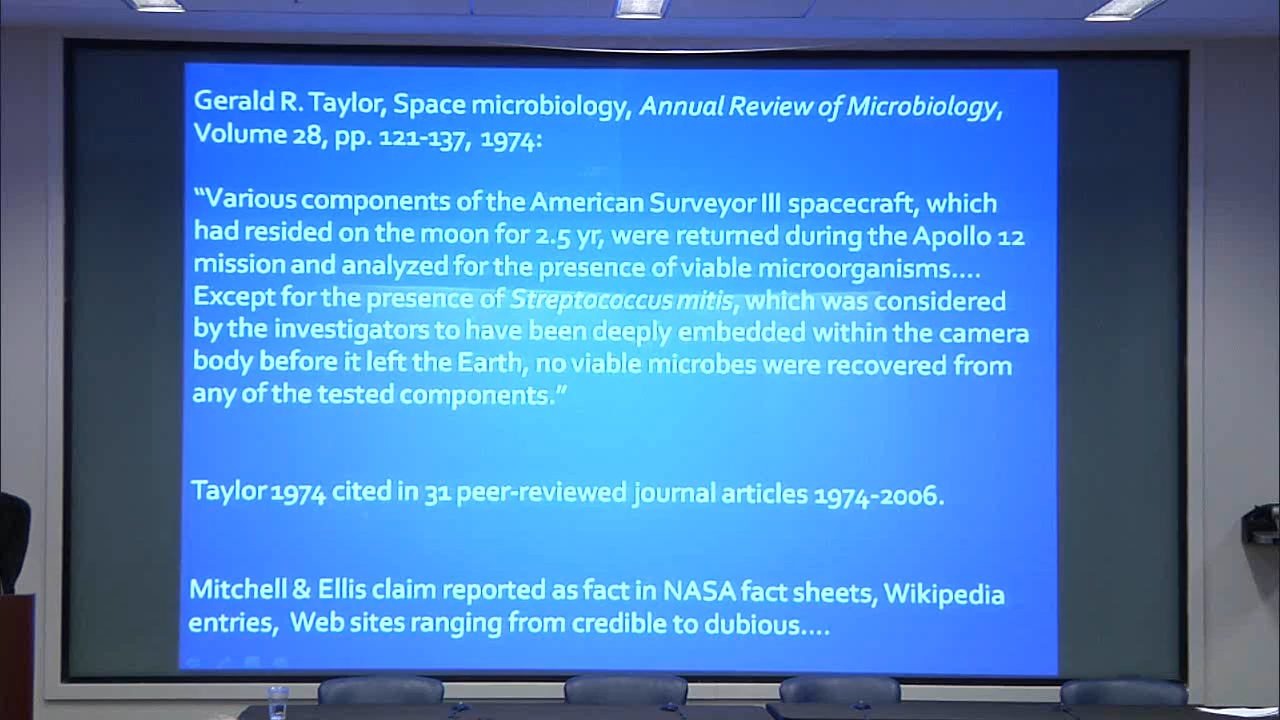 Gerald R. Taylor, Space microbiology, Annual Review of Microbiology,
Volume 28, pp. 121-137, 1974:
“Various components of the American Surveyor III spacecraft, which
had resided on the moon for 2.5 yr, were returned during the Apollo 12
mission and analyzed for the presence of viable microorganisms....
Except for the presence of Streptococcus mitis, which was considered
by the investigators to have been deeply embedded within the camera
body before it left the Earth, no viable microbes were recovered from
any of the tested components.”
Taylor 1974 cited in 31 peer-reviewed journal articles 1974-2006.
Mitchell & Ellis claim reported as fact in NASA fact sheets, Wikipedia
entries, Web sites ranging from credible to dubious....